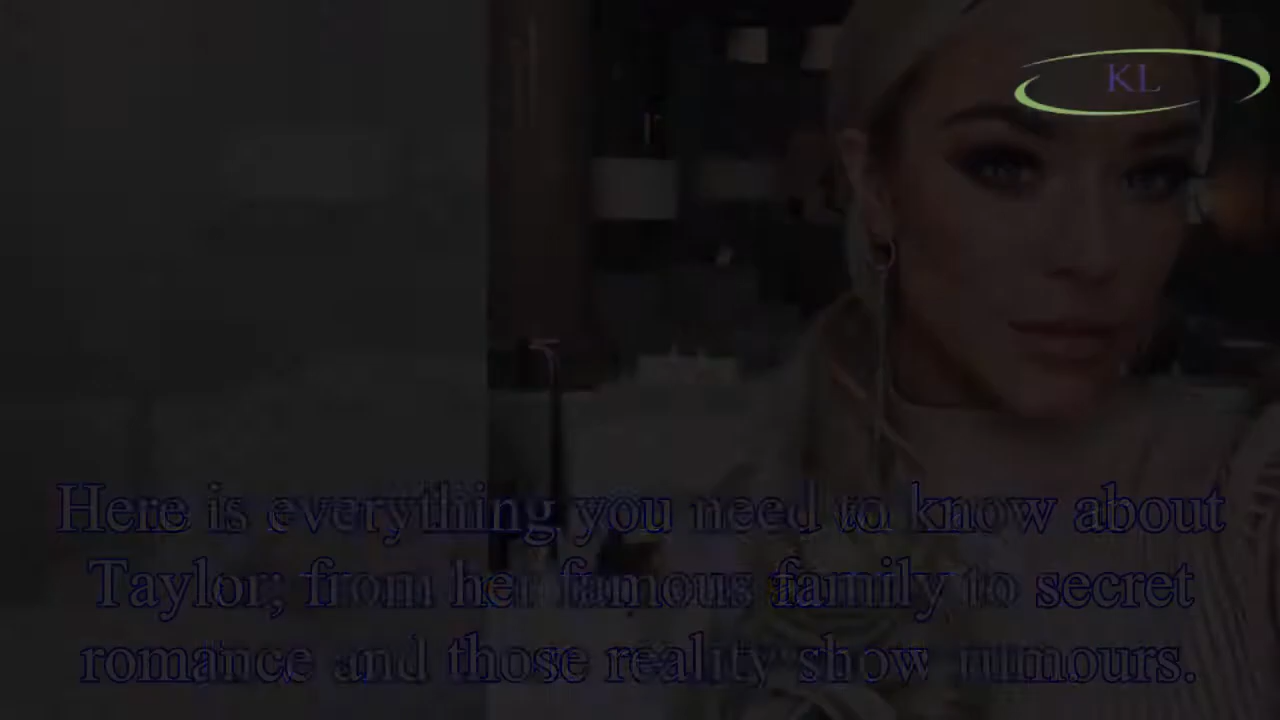 KL
Here is everything you need to know about
Taylor; from her famous family to secret
romance and those reality show rumours.